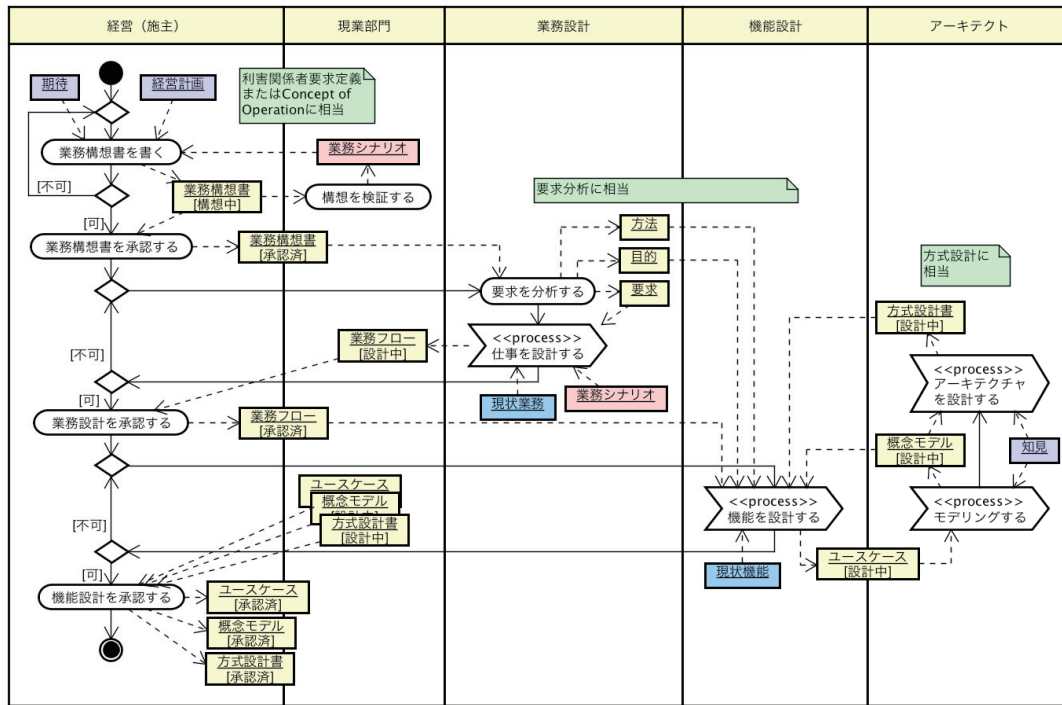 経営（施主）
現業部門
業務設計
機能設計
アーキテクト
期待
経営計画
利害関係者要求定義
またはConcept of
Operationに相当
業務構想書を書く
業務シナリオ
[不可]
業務構想書
[構想中]
構想を検証する
要求分析に相当
[可]
業務構想書を承認する
業務構想書
[承認済]
方法
目的
要求
要求を分析する
方式設計に
相当
方式設計書
[設計中]
業務フロー
[設計中]
<<process>>
仕事を設計する
[不可]
<<process>>
アーキテクチャ
を設計する
現状業務
業務シナリオ
[可]
業務設計を承認する
業務フロー
[承認済]
概念モデル
[設計中]
知見
ユースケース
概念モデル
[設計中]
方式設計書
[設計中]
<<process>>
機能を設計する
<<process>>
モデリングする
[不可]
現状機能
ユースケース
[設計中]
[可]
機能設計を承認する
ユースケース
[承認済]
概念モデル
[承認済]
方式設計書
[承認済]